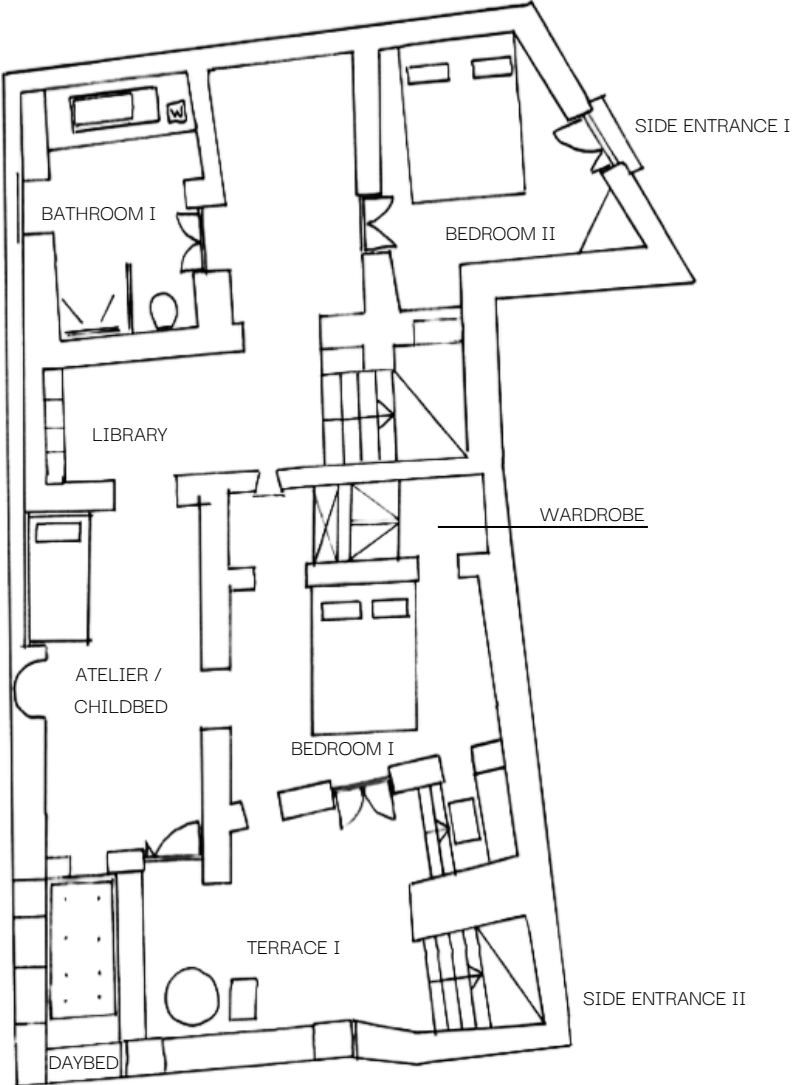 SIDE ENTRANCE I
W
BATHROOM I
BEDROOM II
LIBRARY
WARDROBE
ATELIER /
CHILDBED
BEDROOM I
TERRACE I
SIDE ENTRANCE II
DAYBED